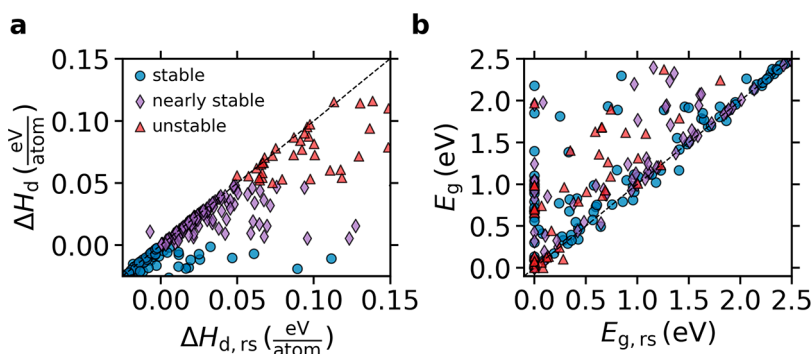 a
b
0.15
0.10
0.05
0.00
ΔH_d (eV/atom)
stable
nearly stable
unstable
0.00 0.05 0.10 0.15
ΔH_d, rs (eV/atom)
2.5
2.0
1.5
1.0
0.5
0.0
E_g (eV)
0.0 0.5 1.0 1.5 2.0 2.5
E_g, rs (eV)